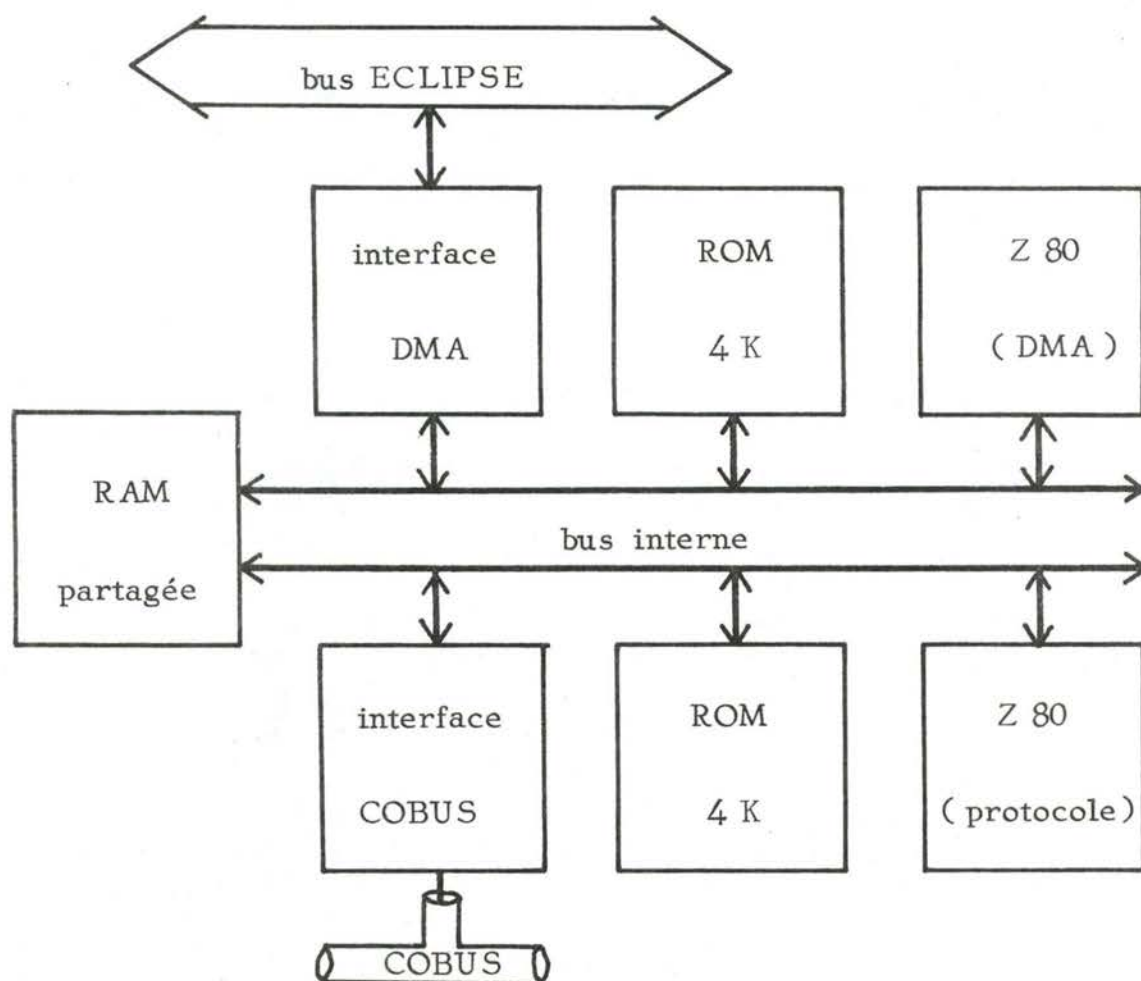 bus ECLIPSE
interface
DMA
ROM
4 K
Z 80
( DMA )
RAM
partagée
bus interne
interface
COBUS
ROM
4 K
Z 80
( protocole )
COBUS